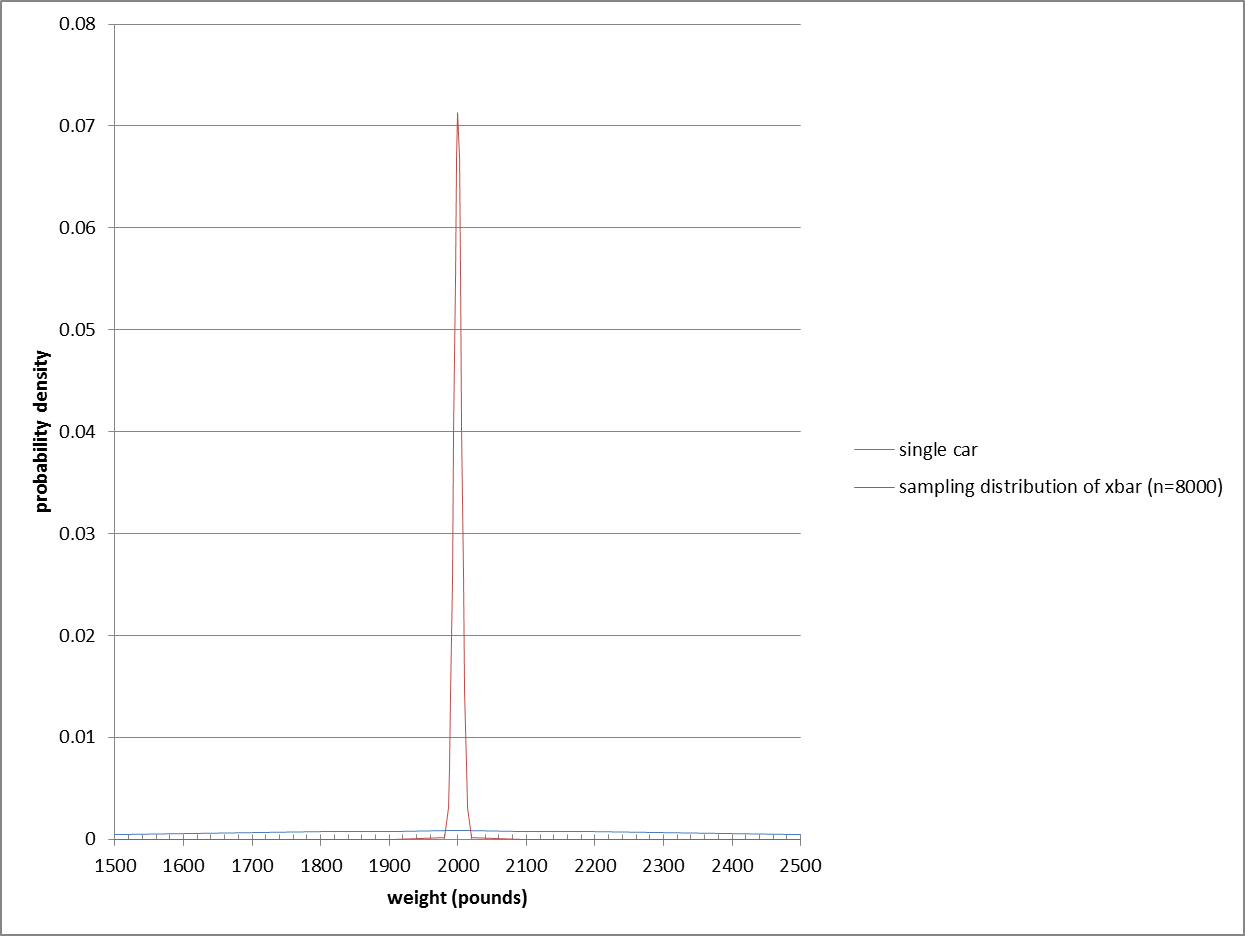 0.08
0.07
0.06
0.05
0.04
0.03
0.02
0.01
0
probability density
single car
sampling distribution of xbar (n=8000)
1500 1600 1700 1800 1900 2000 2100 2200 2300 2400 2500
weight (pounds)